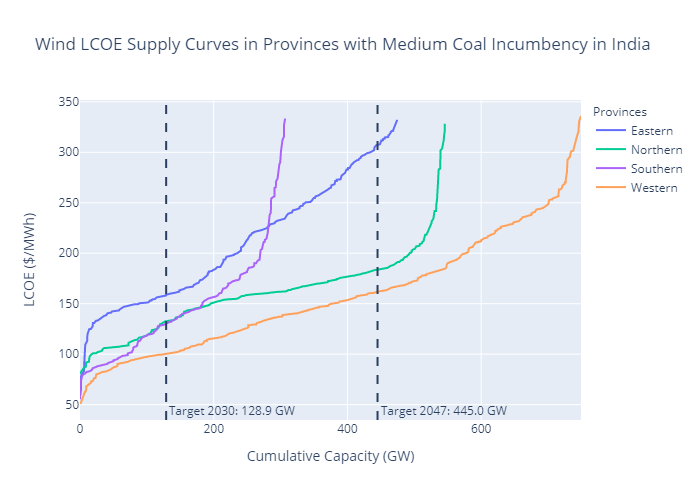 Wind LCOE Supply Curves in Provinces with Medium Coal Incumbency in India
Provinces
Eastern
Northern
Southern
Western
LCOE ($/MWh)
350
300
250
200
150
100
50
Target 2030: 128.9 GW
Target 2047: 445.0 GW
0
200
400
600
Cumulative Capacity (GW)